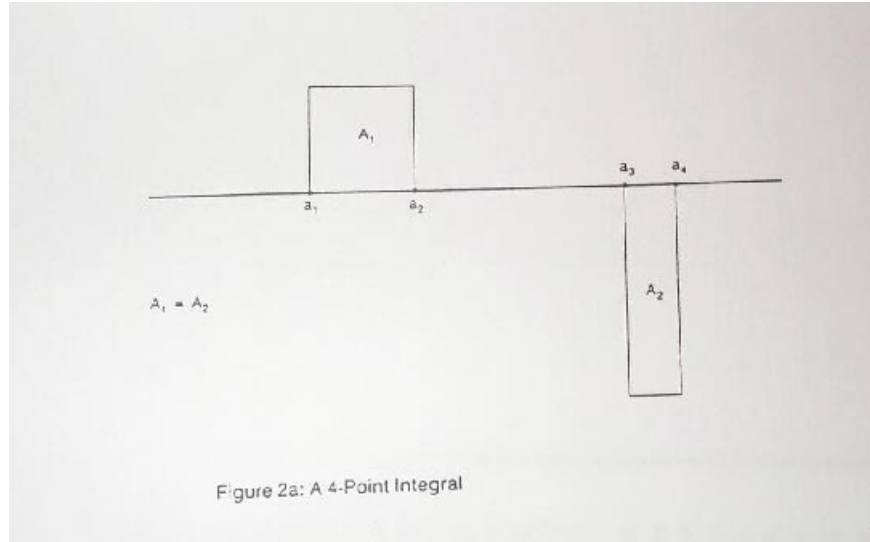 A₁
a₃ a₄
a₁ a₂
A₂
A₁ = A₂
Figure 2a: A 4-Point Integral